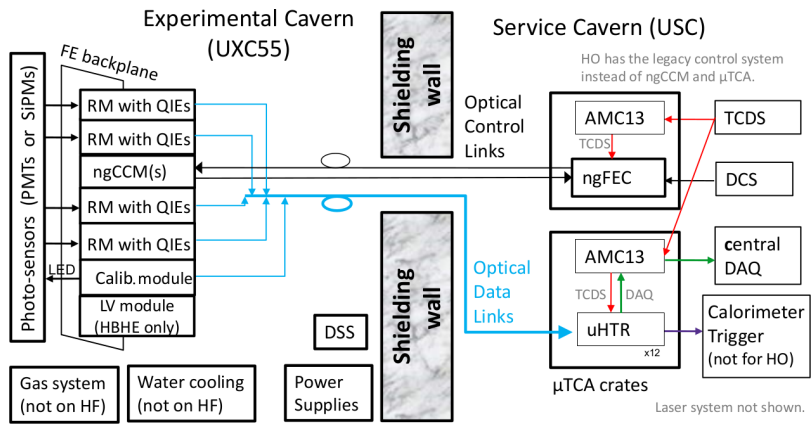 Experimental Cavern
(UXC55)
Service Cavern (USC)
HO has the legacy control system
instead of ngCCM and µTCA.
FE backplane
Photo-sensors (PMTs or SiPMs)
RM with QIEs
RM with QIEs
ngCCM(s)
RM with QIEs
RM with QIEs
Calib.module
LV module
(HBHE only)
LED
Shielding
wall
Shielding
wall
Optical
Control
Links
AMC13
TCDS
ngFEC
TCDS
DCS
Optical
Data
Links
AMC13
TCDS
DAQ
uHTR
x12
µTCA crates
central
DAQ
Calorimeter
Trigger
(not for HO)
DSS
Gas system
(not on HF)
Water cooling
(not on HF)
Power
Supplies
Laser system not shown.